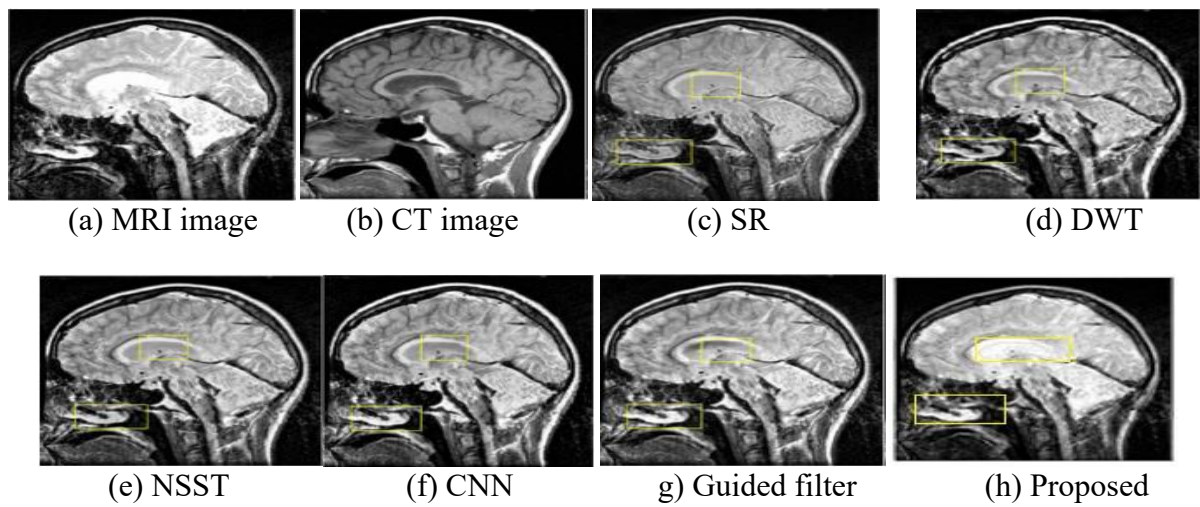 (a) MRI image (b) CT image (c) SR (d) DWT
(e) NSST (f) CNN g) Guided filter (h) Proposed